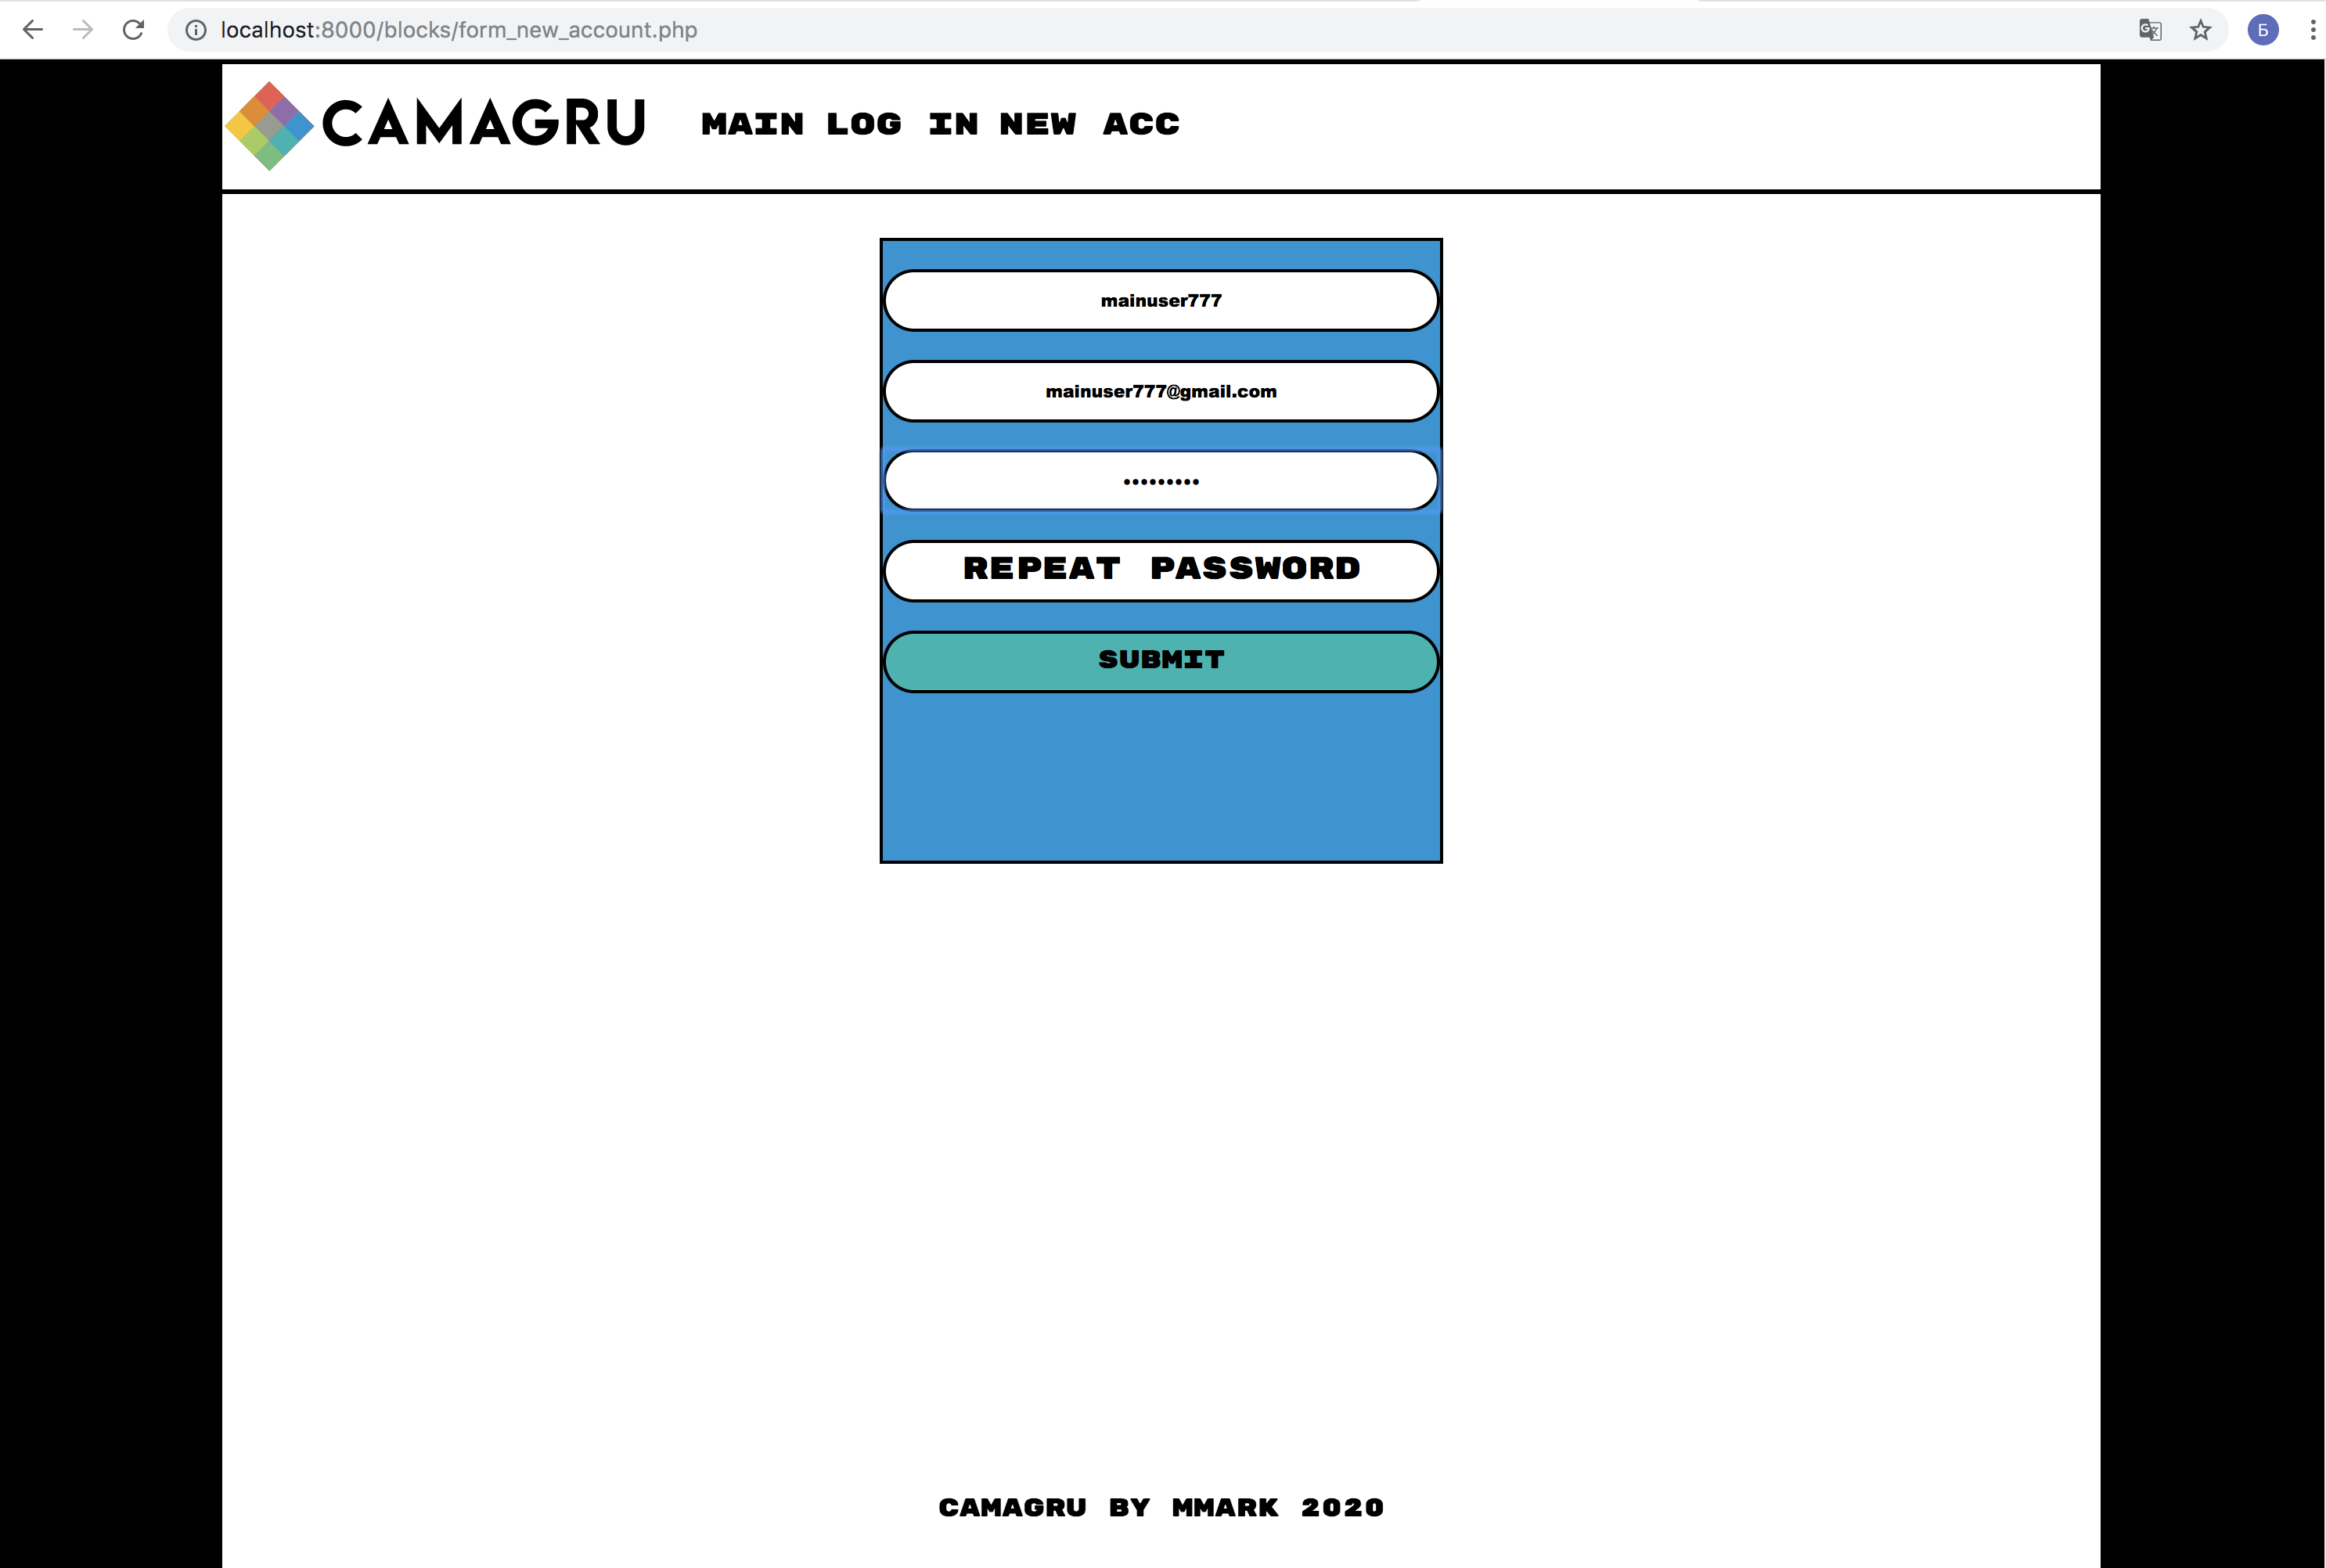 localhost:8000/blocks/form_new_account.php
Б
CAMAGRU MAIN LOG IN NEW ACC
mainuser777
mainuser777@gmail.com
•••••••••
REPEAT PASSWORD
SUBMIT
CAMAGRU BY MMARK 2020